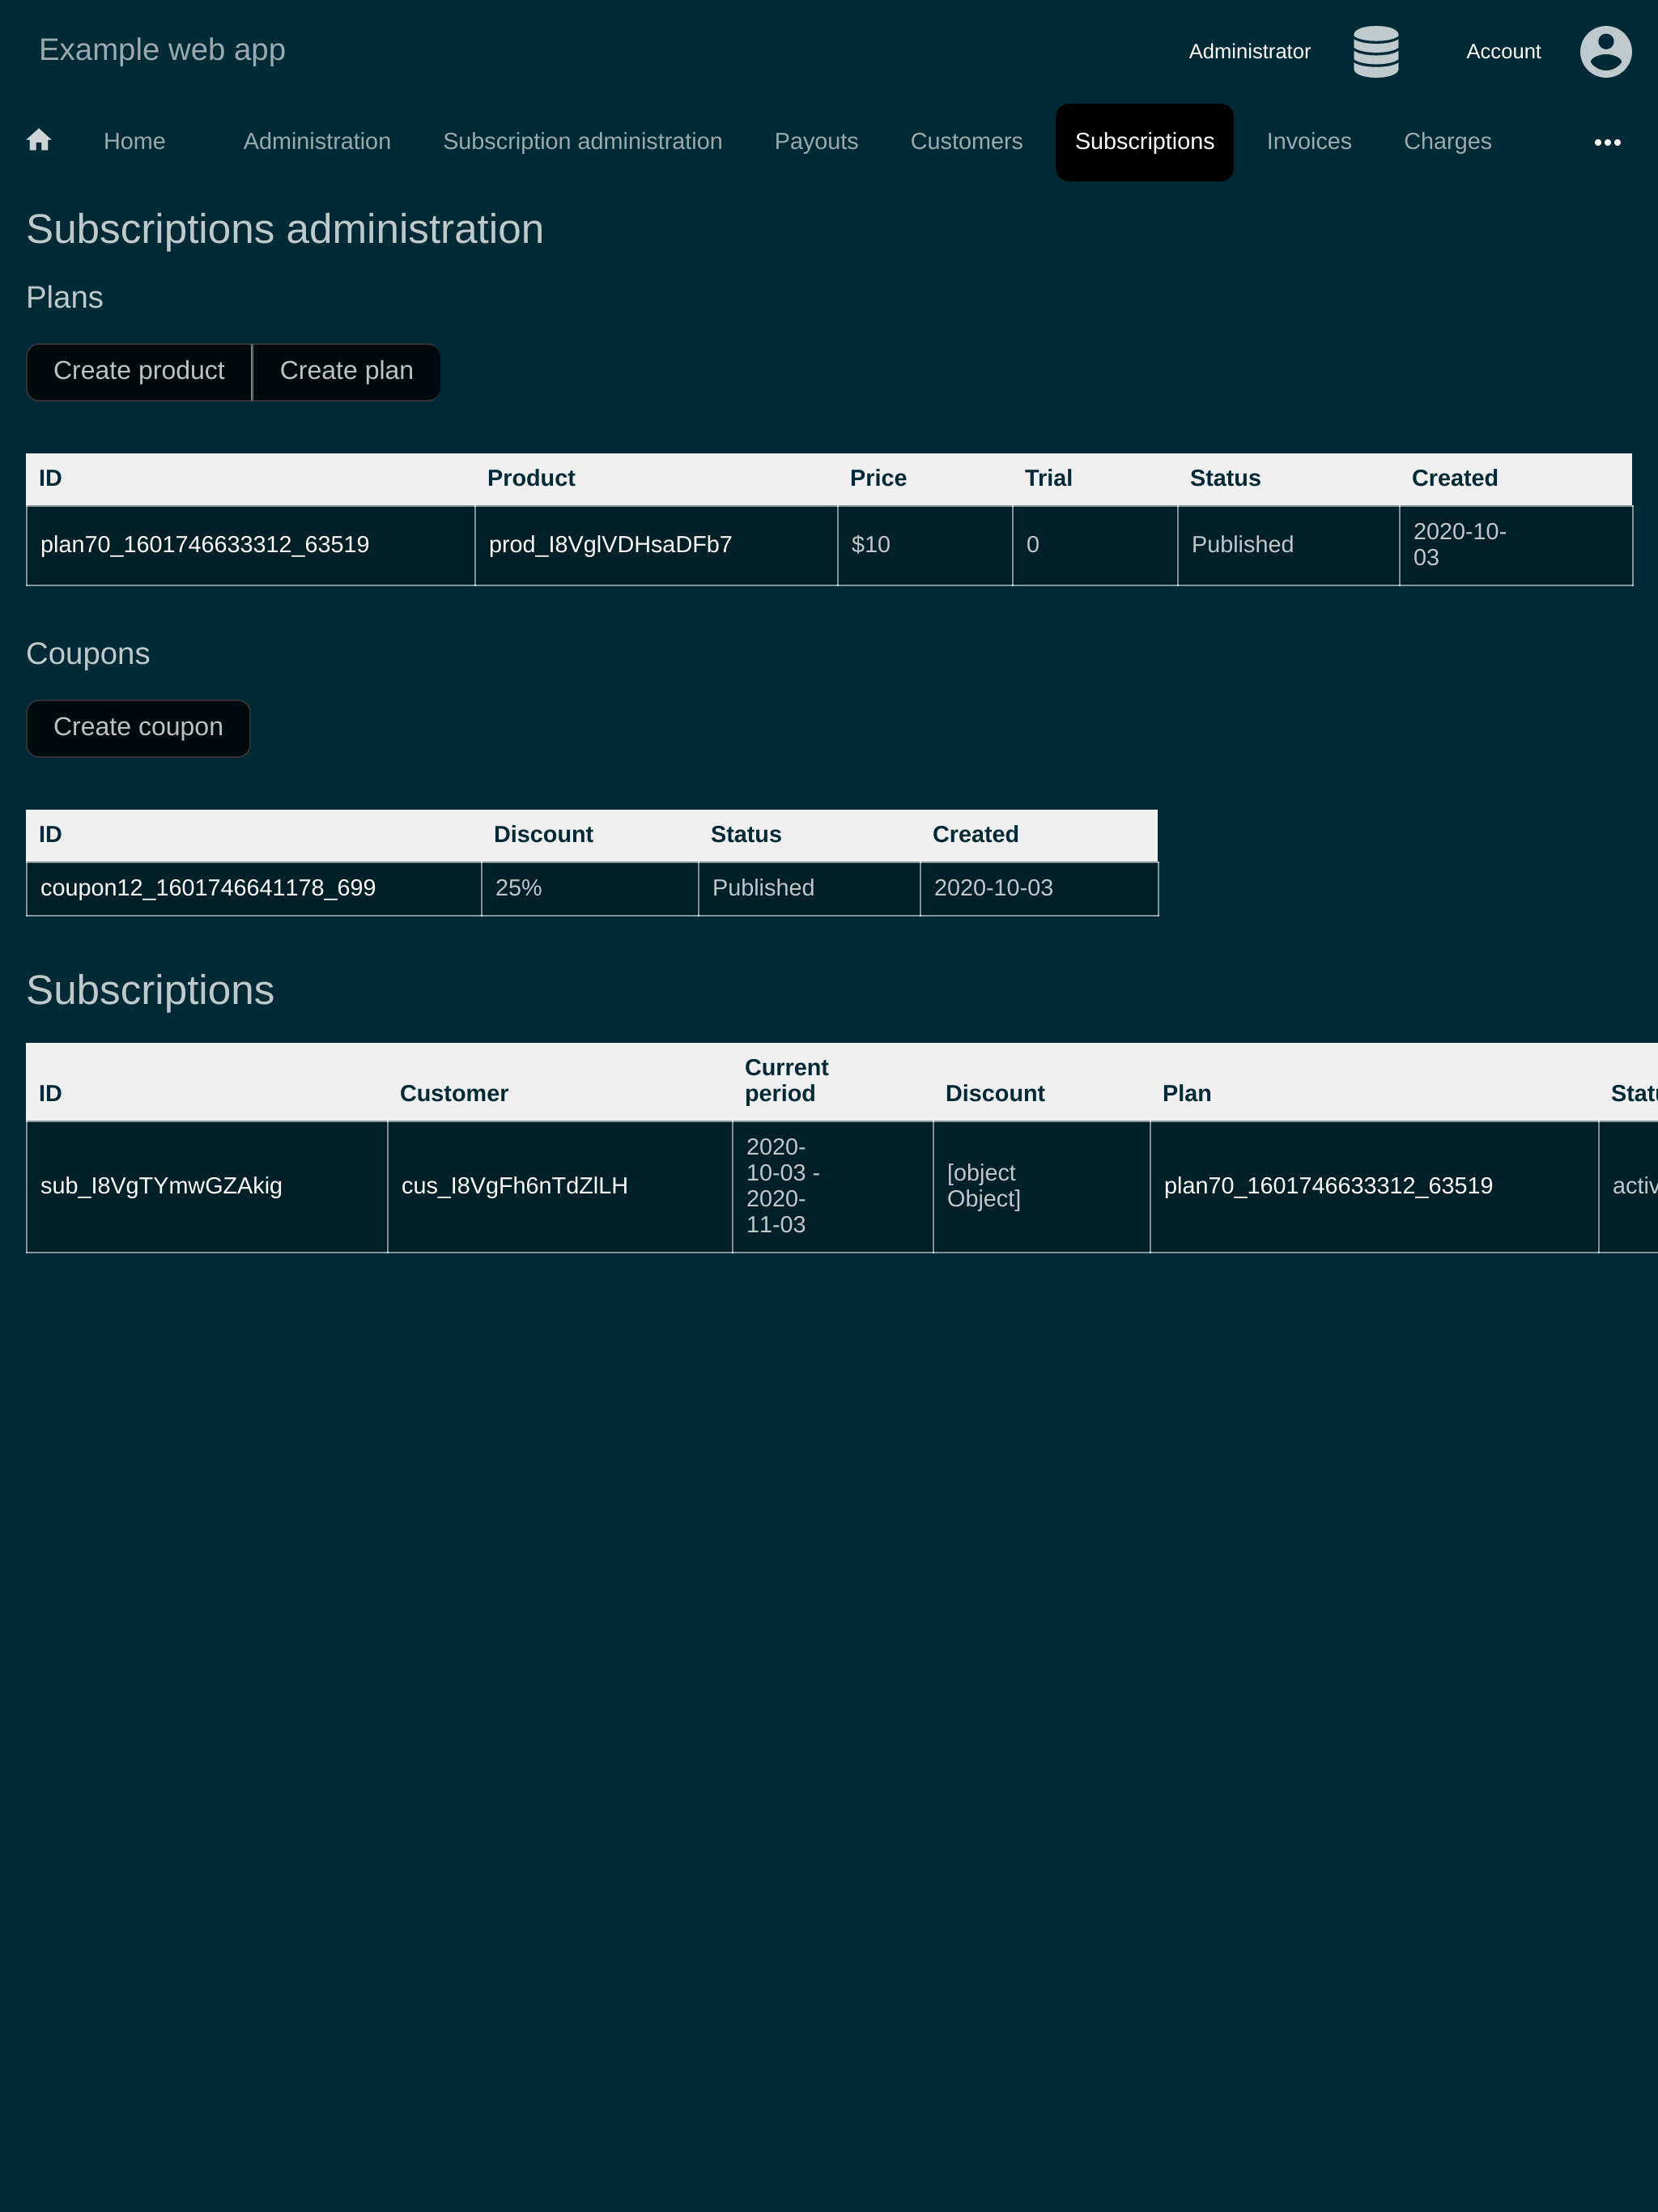 Example web app
Administrator Account
Home Administration Subscription administration Payouts Customers Subscriptions Invoices Charges •••
Subscriptions administration
Plans
Create product Create plan
ID Product Price Trial Status Created
plan70_1601746633312_63519 prod_I8VglVDHsaDFb7 $10 0 Published 2020-10-
03
Coupons
Create coupon
ID Discount Status Created
coupon12_1601746641178_699 25% Published 2020-10-03
Subscriptions
Current
ID Customer period Discount Plan Statu
2020-
10-03 -
sub_I8VgTYmwGZAkig cus_I8VgFh6nTdZlLH [object plan70_1601746633312_63519 activ
2020- Object]
11-03